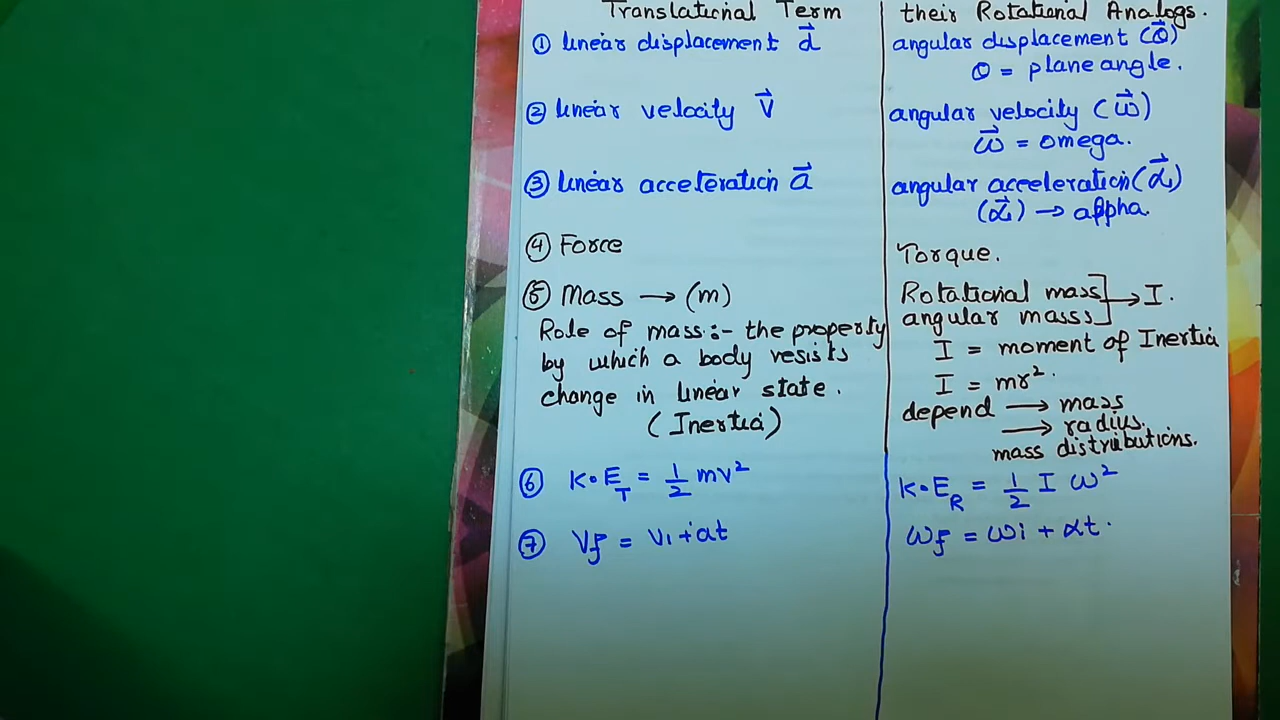 Translational Term
their Rotational Analogs.
① linear displacement d⃗
angular displacement (θ⃗)
θ = plane angle.
② linear velocity v⃗
angular velocity (ω⃗)
ω⃗ = omega.
③ linear acceleration a⃗
angular acceleration (α⃗)
(α⃗) → alpha.
④ Force
Torque.
⑤ Mass → (m)
Role of mass :- the property
by which a body resists
change in linear state.
(Inertia)
Rotational mass
angular masss → I.
I = moment of Inertia
I = mr².
depend → mass
→ radius.
mass distributions.
⑥ K.E_T = 1/2 mv²
K.E_R = 1/2 I ω²
⑦ Vf = Vi + at
ωf = ωi + αt.